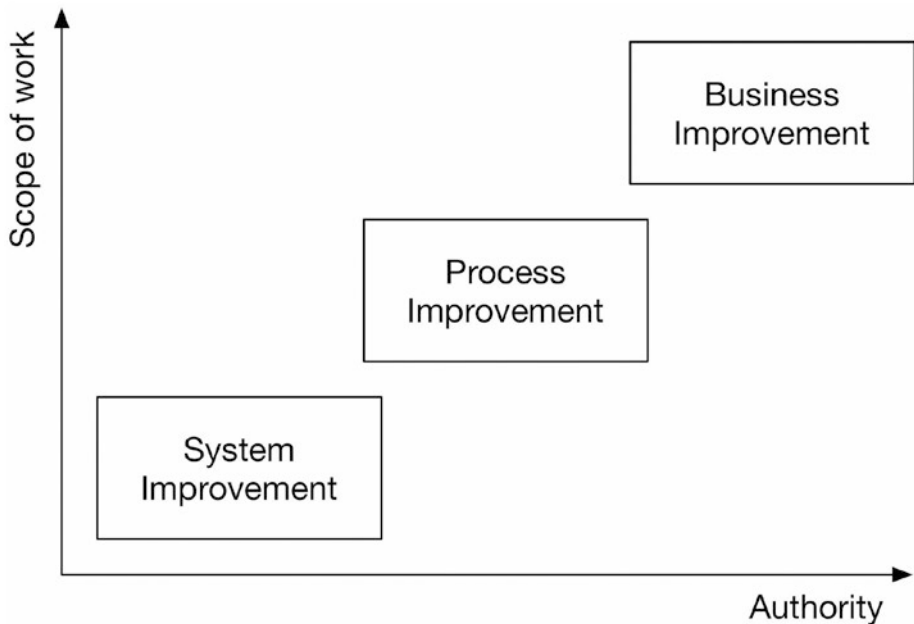 Scope of work
Business
Improvement
Process
Improvement
System
Improvement
Authority